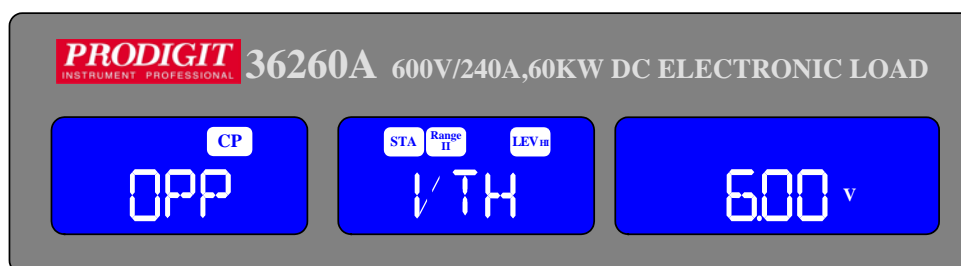 PRODIGIT
INSTRUMENT PROFESSIONAL
36260A 600V/240A,60KW DC ELECTRONIC LOAD
CP
OPP
STA Range II LEV HI
VTH
6.00 V